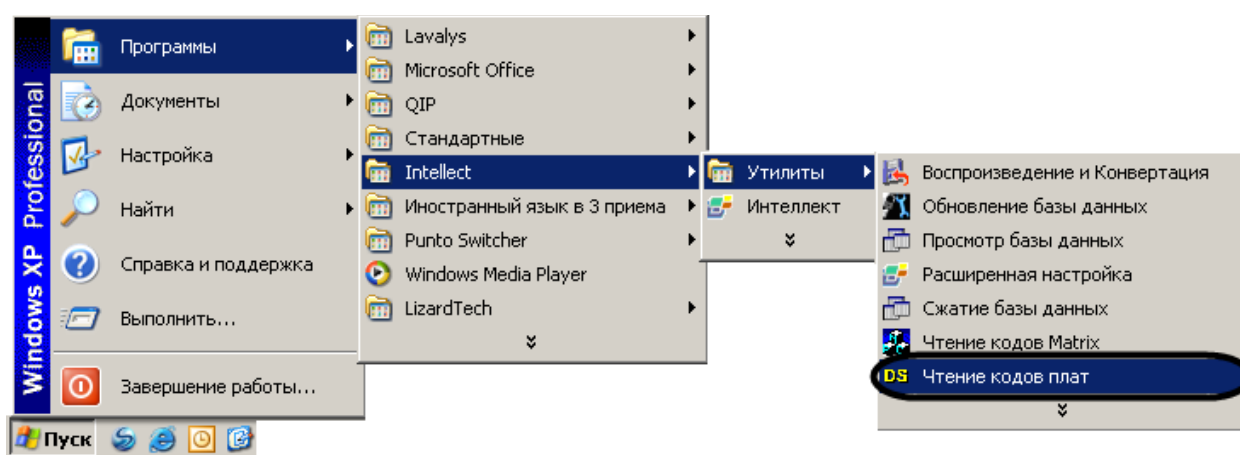 Windows XP Professional
Программы
Документы
Настройка
Найти
Справка и поддержка
Выполнить...
Завершение работы...
Пуск
Lavalys
Microsoft Office
QIP
Стандартные
Intellect
Иностранный язык в 3 приема
Punto Switcher
Windows Media Player
LizardTech
Утилиты
Интеллект
Воспроизведение и Конвертация
Обновление базы данных
Просмотр базы данных
Расширенная настройка
Сжатие базы данных
Чтение кодов Matrix
DS Чтение кодов плат